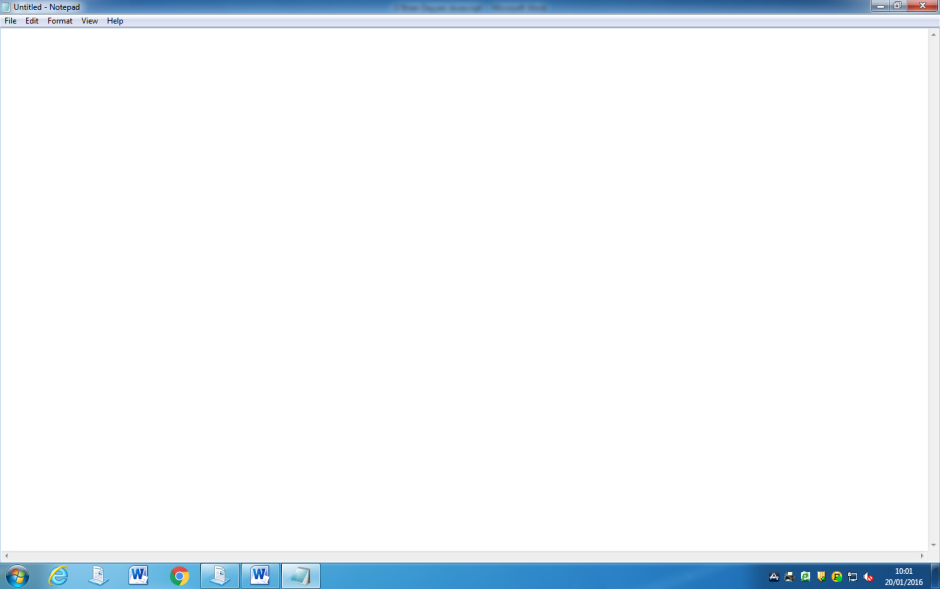 Untitled - Notepad
File Edit Format View Help
10:01
20/01/2016